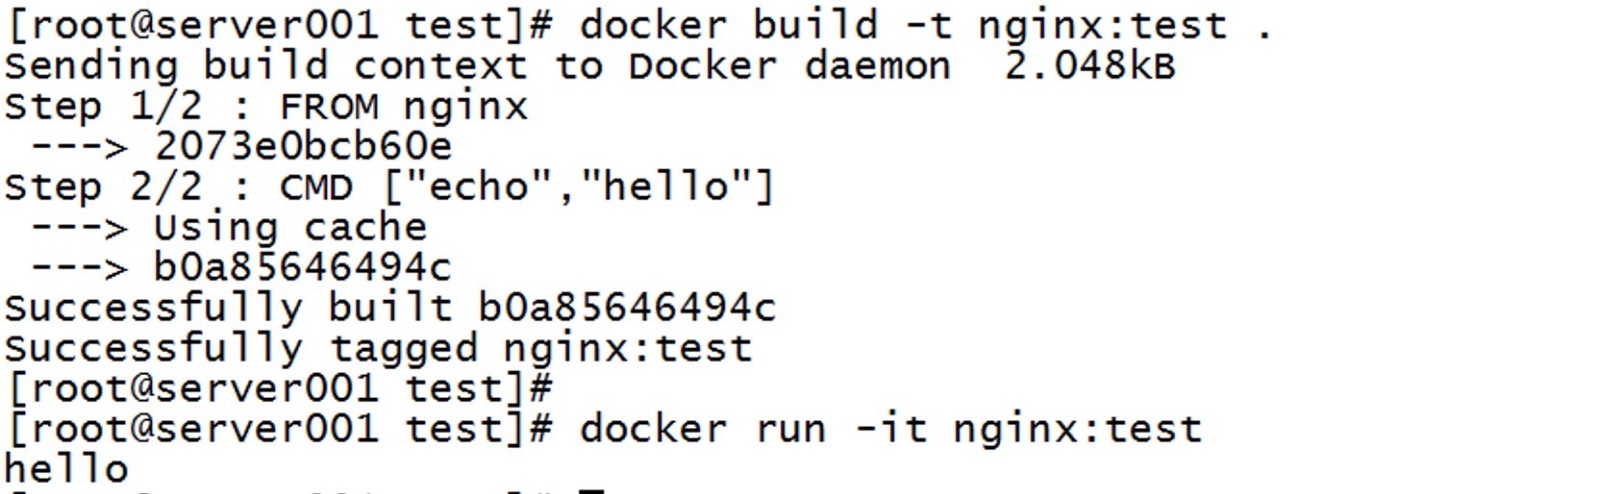 [root@server001 test]# docker build -t nginx:test .
Sending build context to Docker daemon  2.048kB
Step 1/2 : FROM nginx
 ---> 2073e0bcb60e
Step 2/2 : CMD ["echo","hello"]
 ---> Using cache
 ---> b0a85646494c
Successfully built b0a85646494c
Successfully tagged nginx:test
[root@server001 test]#
[root@server001 test]# docker run -it nginx:test
hello